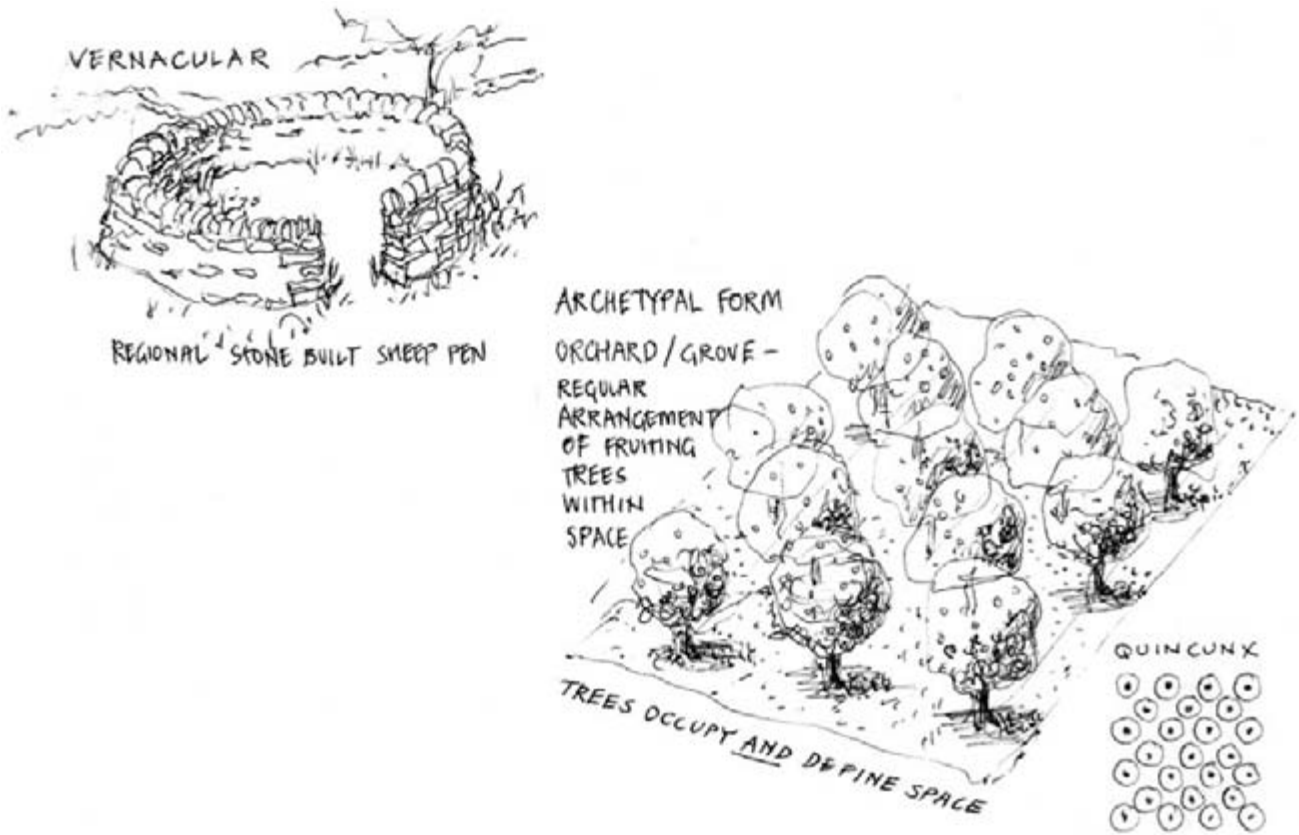 VERNACULAR
REGIONAL STONE BUILT SHEEP PEN
ARCHETYPAL FORM
ORCHARD / GROVE –
REGULAR
ARRANGEMENT
OF FRUITING
TREES
WITHIN
SPACE
TREES OCCUPY AND DEFINE SPACE
QUINCUNX